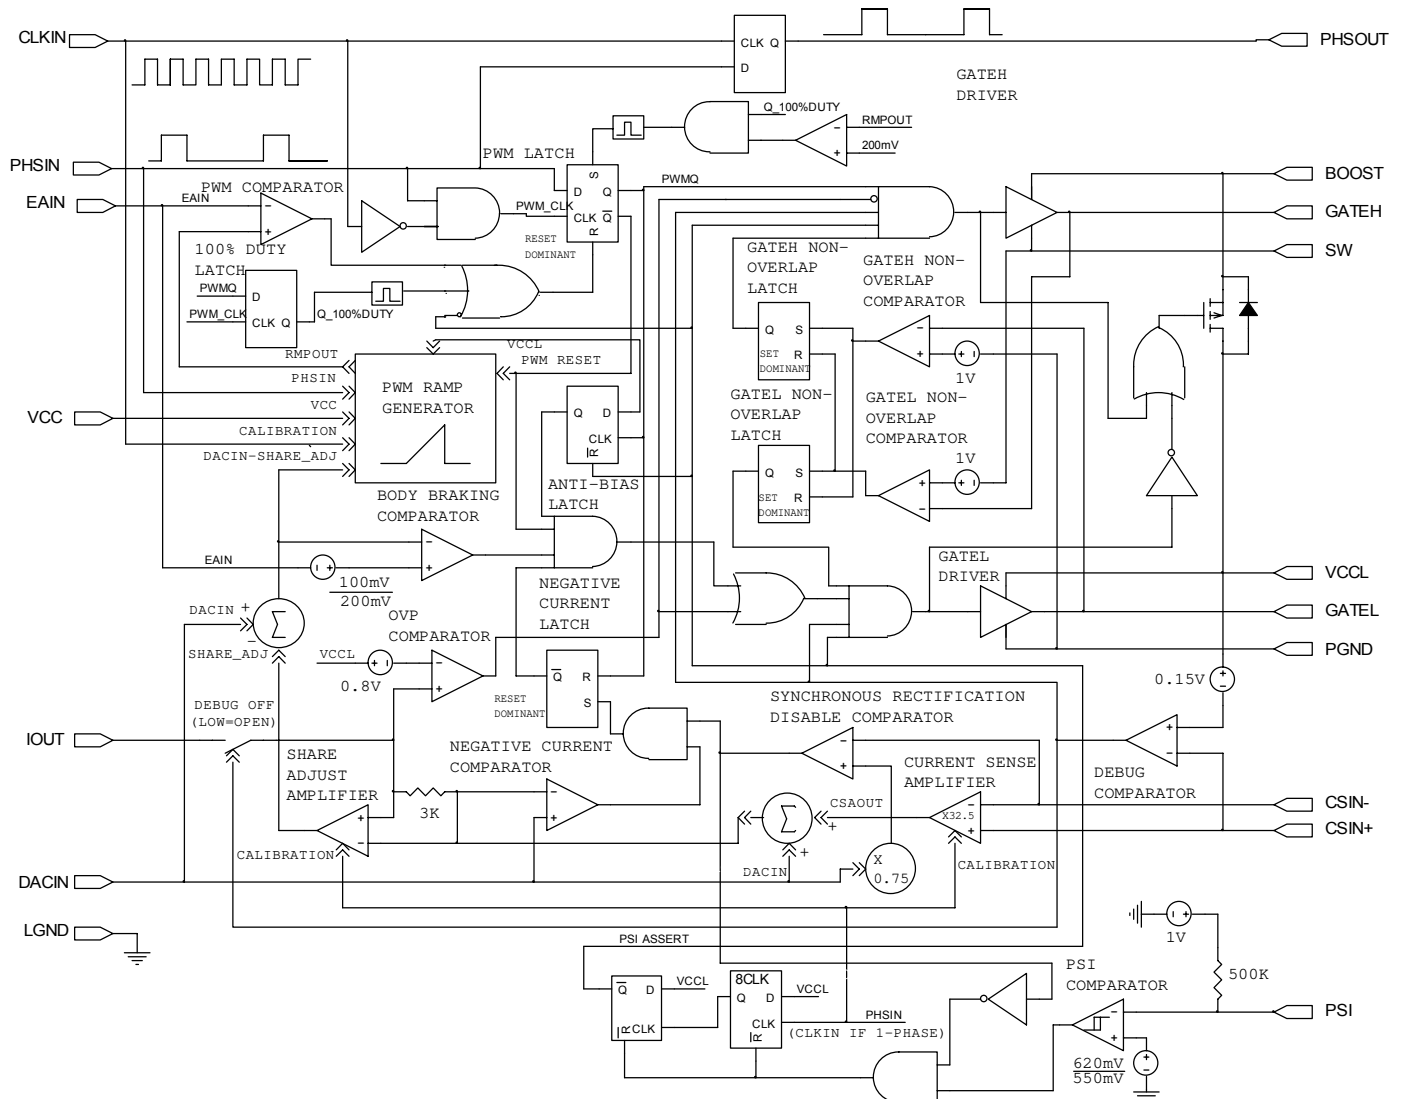 CLKIN
CLK Q
D
PHSOUT
GATEH
DRIVER
Q_100%DUTY
RMPOUT
200mV
PHSIN
PWM LATCH
S
D Q
CLK Q̅
R
RESET
DOMINANT
PWM_CLK
PWMQ
BOOST
EAIN
EAIN
PWM COMPARATOR
GATEH
SW
100% DUTY
LATCH
PWMQ
D
PWM_CLK
CLK Q
Q_100%DUTY
GATEH NON-
OVERLAP
LATCH
GATEH NON-
OVERLAP
COMPARATOR
Q S
R
SET
DOMINANT
1V
RMPOUT
VCCL
PWM RESET
PHSIN
VCC
CALIBRATION
DACIN-SHARE_ADJ
PWM RAMP
GENERATOR
VCC
Q D
CLK
R̅
ANTI-BIAS
LATCH
GATEL NON-
OVERLAP
LATCH
GATEL NON-
OVERLAP
COMPARATOR
1V
Q S
R
SET
DOMINANT
BODY BRAKING
COMPARATOR
EAIN
100mV
200mV
NEGATIVE
CURRENT
LATCH
GATEL
DRIVER
VCCL
GATEL
PGND
DACIN
Σ
SHARE_ADJ
OVP
COMPARATOR
VCCL
0.8V
Q̅ R
S
RESET
DOMINANT
0.15V
DEBUG OFF
(LOW=OPEN)
IOUT
SHARE
ADJUST
AMPLIFIER
NEGATIVE CURRENT
COMPARATOR
SYNCHRONOUS RECTIFICATION
DISABLE COMPARATOR
CURRENT SENSE
AMPLIFIER
DEBUG
COMPARATOR
3K
Σ
CSAOUT
X32.5
CSIN-
CSIN+
CALIBRATION
DACIN
DACIN
X
0.75
CALIBRATION
LGND
PSI ASSERT
1V
500K
PSI
COMPARATOR
PSI
Q̅ D
R̅ CLK
VCCL
8CLK
Q D
CLK
R̅
VCCL
PHSIN
(CLKIN IF 1-PHASE)
620mV
550mV